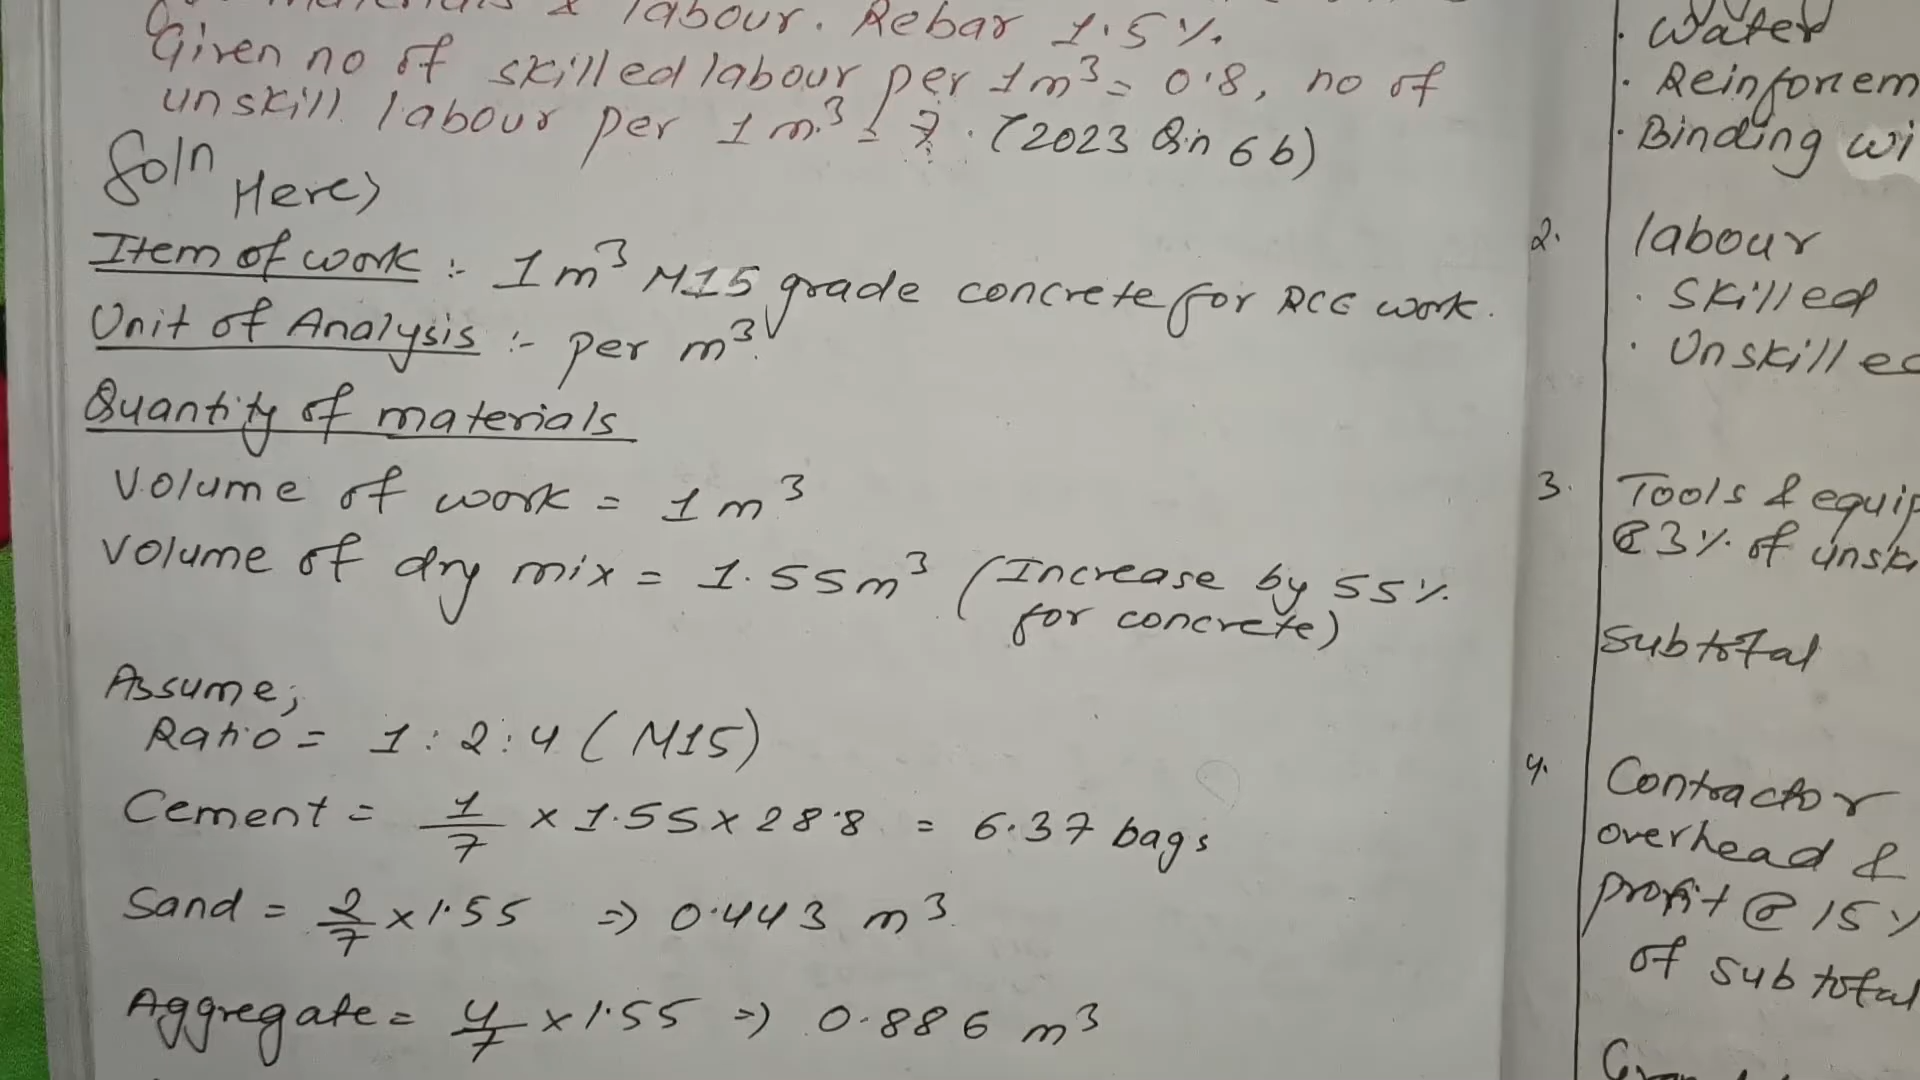 materials & labour. Rebar 1.5%.
Given no of skilled labour per 1m³ = 0.8, no of
unskill labour per 1m³ = 7. (2023 Qn 6b)
Soln
Here,
Item of work :- 1m³ M15 grade concrete for RCC work.
Unit of Analysis :- per m³.
Quantity of materials
Volume of work = 1m³
Volume of dry mix = 1.55m³ (Increase by 55%
for concrete)
Assume,
Ratio = 1:2:4 (M15)
Cement = 1/7 x 1.55 x 28.8 = 6.37 bags
Sand = 2/7 x 1.55 => 0.443 m³
Aggregate = 4/7 x 1.55 => 0.886 m³
· Water
· Reinforem
· Binding wi
2. labour
· Skilled
· Unskilled
3. Tools & equip
@3% of unsk
Subtotal
4. Contractor
overhead &
profit @ 15%
of subtotal